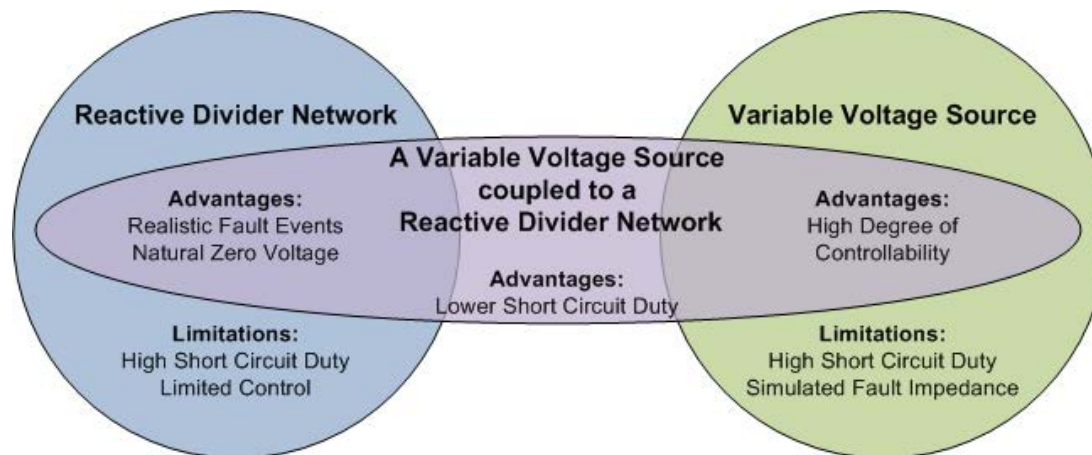 Reactive Divider Network
Advantages:
Realistic Fault Events
Natural Zero Voltage
Limitations:
High Short Circuit Duty
Limited Control
A Variable Voltage Source
coupled to a
Reactive Divider Network
Advantages:
Lower Short Circuit Duty
Variable Voltage Source
Advantages:
High Degree of
Controllability
Limitations:
High Short Circuit Duty
Simulated Fault Impedance